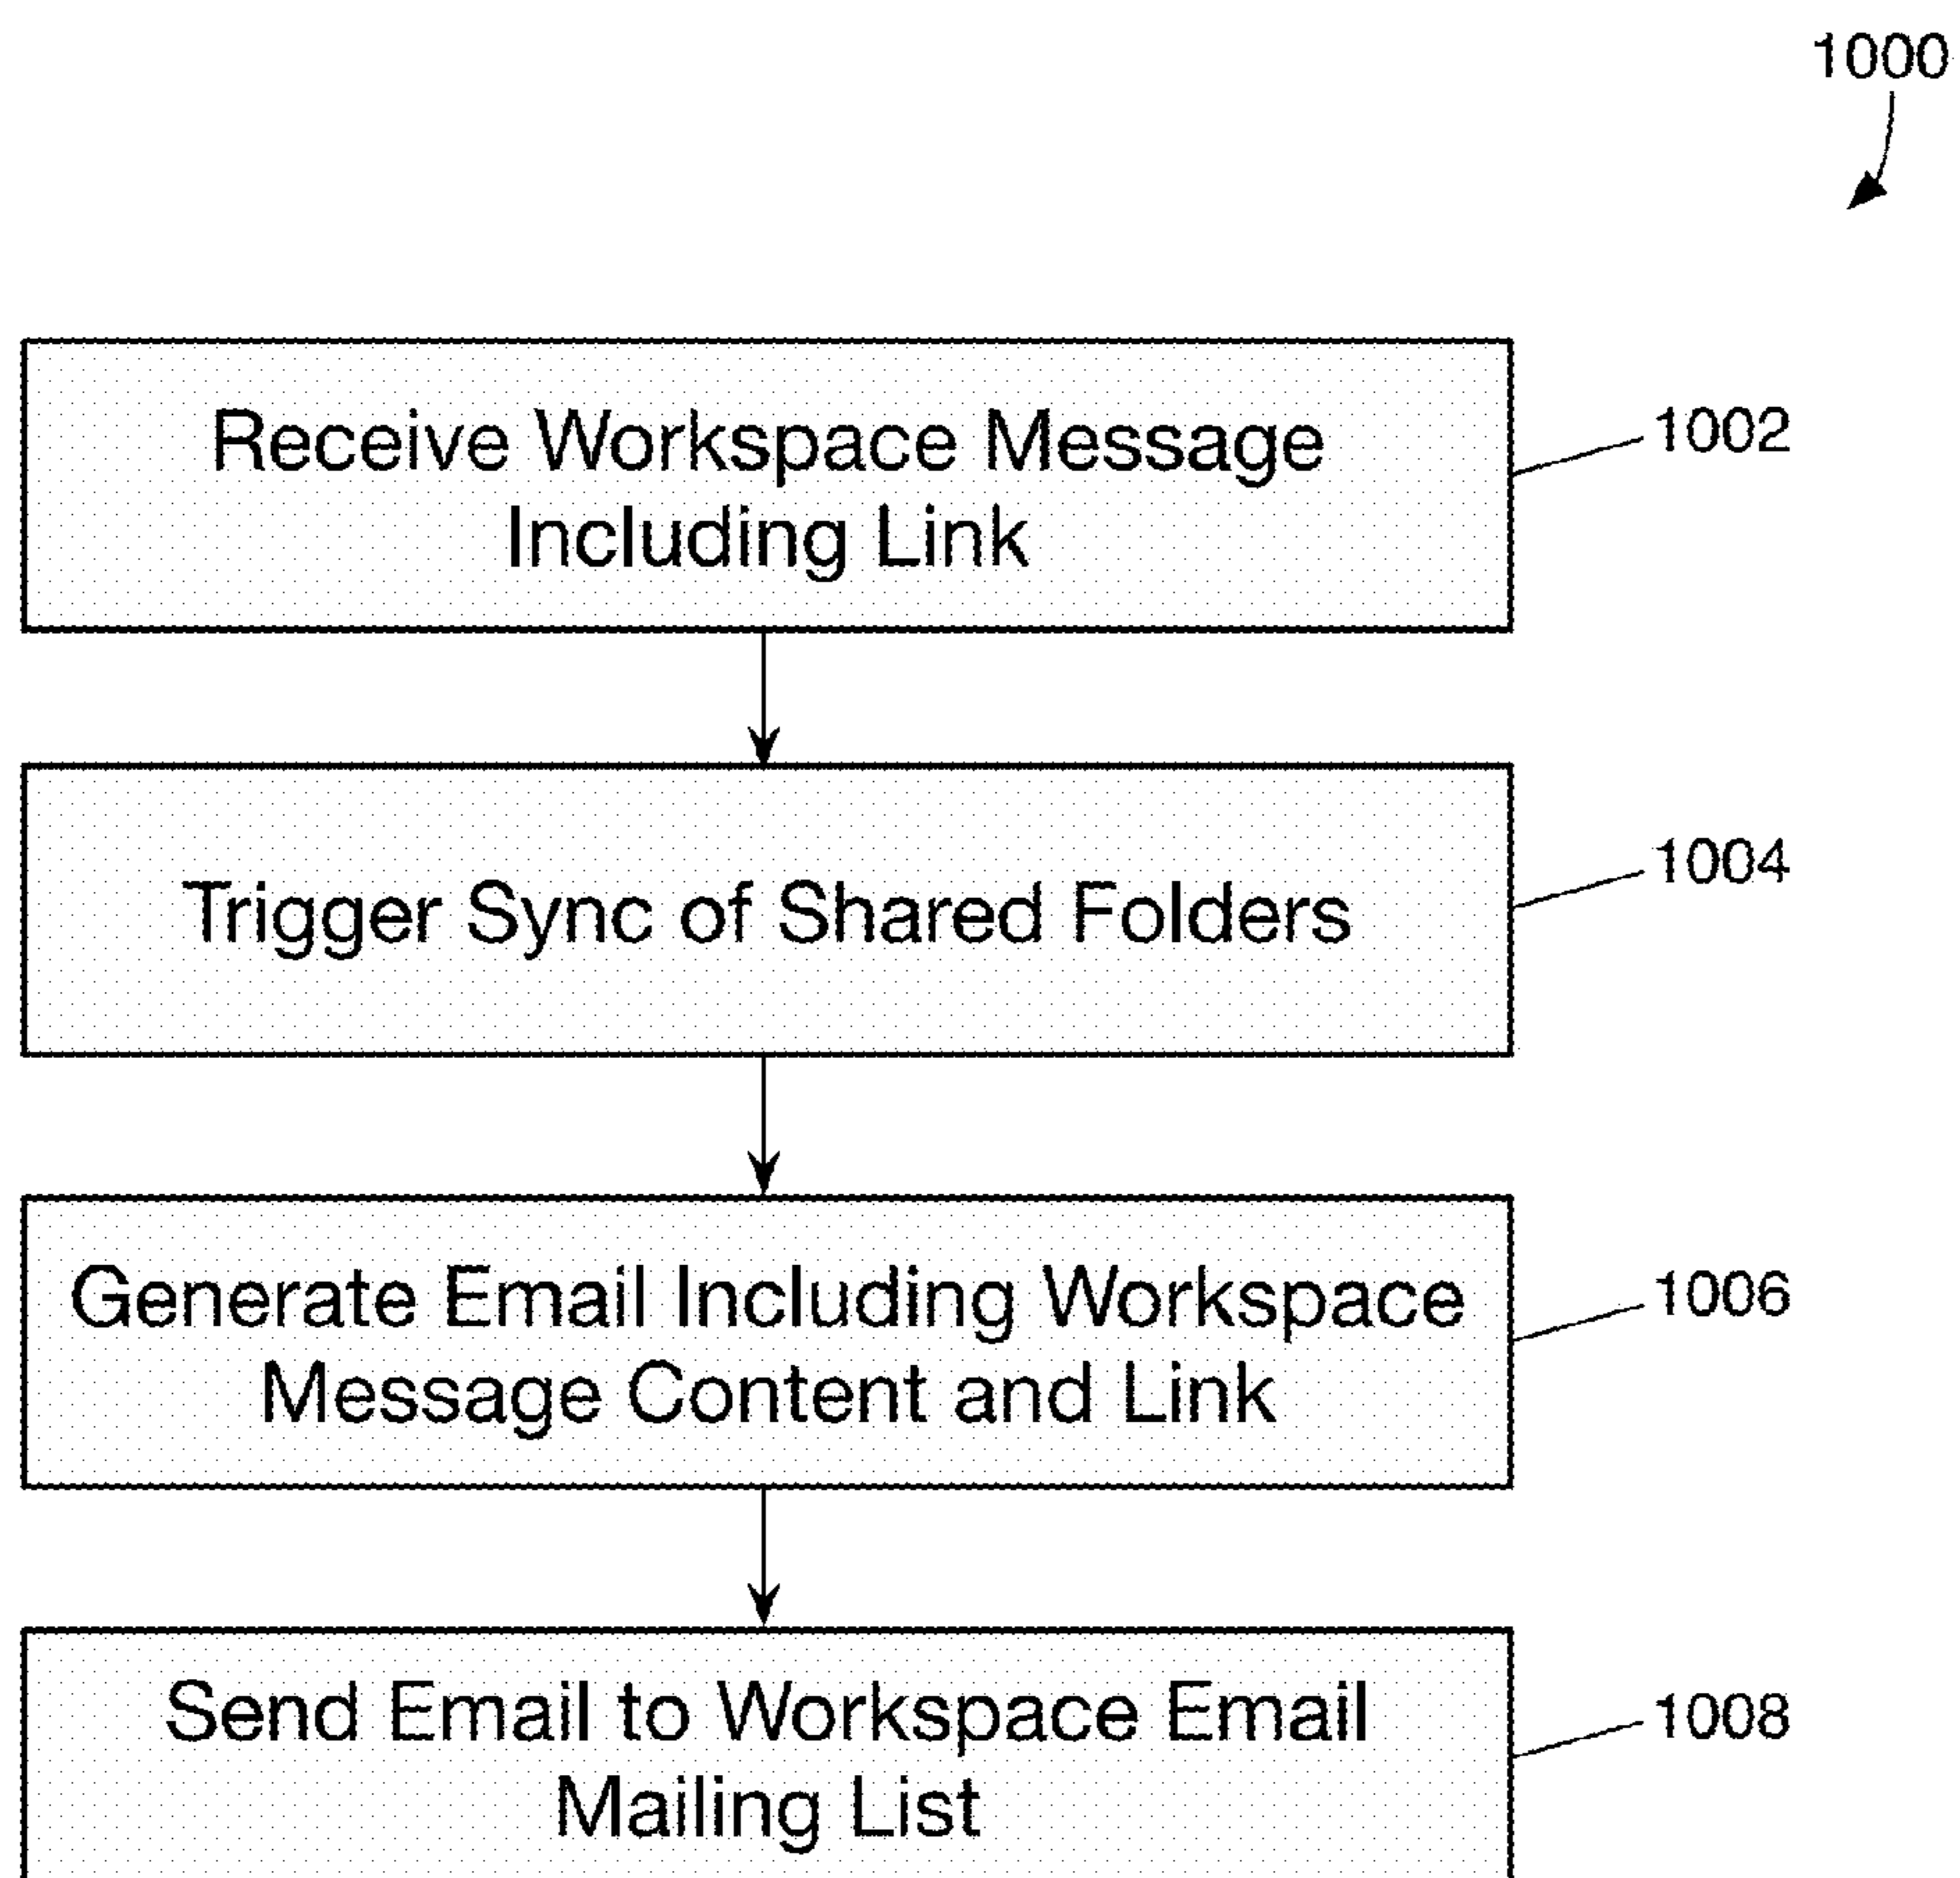 1000
Receive Workspace Message
Including Link
1002
Trigger Sync of Shared Folders
1004
Generate Email Including Workspace
Message Content and Link
1006
Send Email to Workspace Email
Mailing List
1008